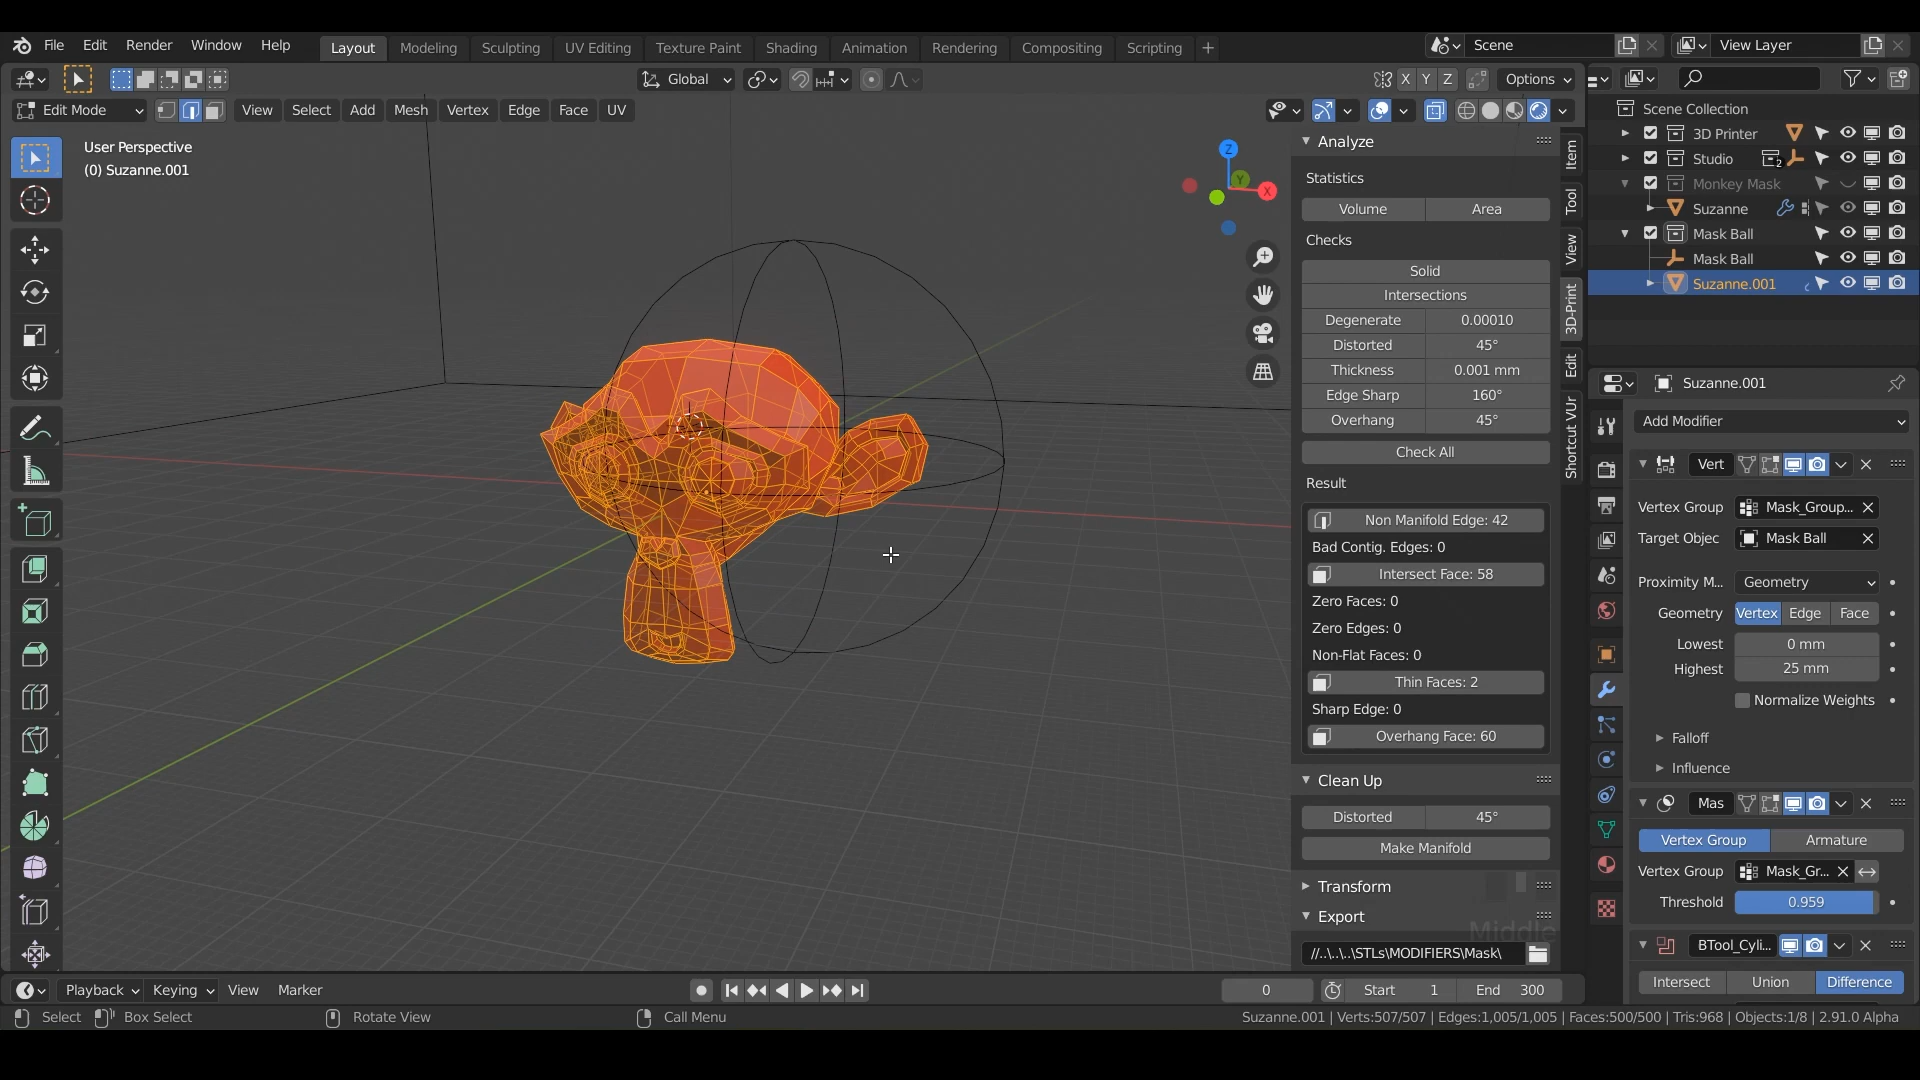 File Edit Render Window Help Layout Modeling Sculpting UV Editing Texture Paint Shading Animation Rendering Compositing Scripting + Scene View Layer
Global X Y Z Options
Edit Mode View Select Add Mesh Vertex Edge Face UV
User Perspective
(0) Suzanne.001
Z
Y
X
Analyze
Statistics
Volume Area
Checks
Solid
Intersections
Degenerate 0.00010
Distorted 45°
Thickness 0.001 mm
Edge Sharp 160°
Overhang 45°
Check All
Result
Non Manifold Edge: 42
Bad Contig. Edges: 0
Intersect Face: 58
Zero Faces: 0
Zero Edges: 0
Non-Flat Faces: 0
Thin Faces: 2
Sharp Edge: 0
Overhang Face: 60
Clean Up
Distorted 45°
Make Manifold
Transform
Export
Middle
//..\..\..\STLs\MODIFIERS\Mask\
Item
Tool
View
3D-Print
Edit
Shortcut VUr
Scene Collection
3D Printer
Studio 2
Monkey Mask
Suzanne
Mask Ball
Mask Ball
Suzanne.001
Suzanne.001
Add Modifier
Vert
Vertex Group Mask_Group...
Target Objec Mask Ball
Proximity M... Geometry
Geometry Vertex Edge Face
Lowest 0 mm
Highest 25 mm
Normalize Weights
Falloff
Influence
Mas
Vertex Group Armature
Vertex Group Mask_Gr...
Threshold 0.959
BTool_Cyli...
Intersect Union Difference
Playback Keying View Marker 0 Start 1 End 300
Select Box Select Rotate View Call Menu Suzanne.001 | Verts:507/507 | Edges:1,005/1,005 | Faces:500/500 | Tris:968 | Objects:1/8 | 2.91.0 Alpha